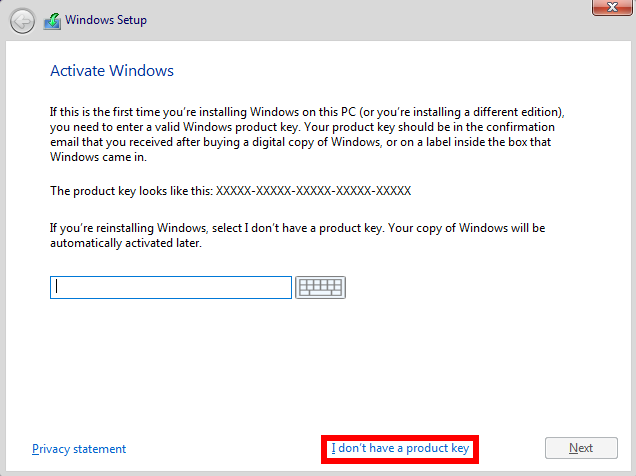 Windows Setup
Activate Windows
If this is the first time you're installing Windows on this PC (or you're installing a different edition),
you need to enter a valid Windows product key. Your product key should be in the confirmation
email that you received after buying a digital copy of Windows, or on a label inside the box that
Windows came in.
The product key looks like this: XXXXX-XXXXX-XXXXX-XXXXX-XXXXX
If you're reinstalling Windows, select I don't have a product key. Your copy of Windows will be
automatically activated later.
Privacy statement
I don't have a product key
Next